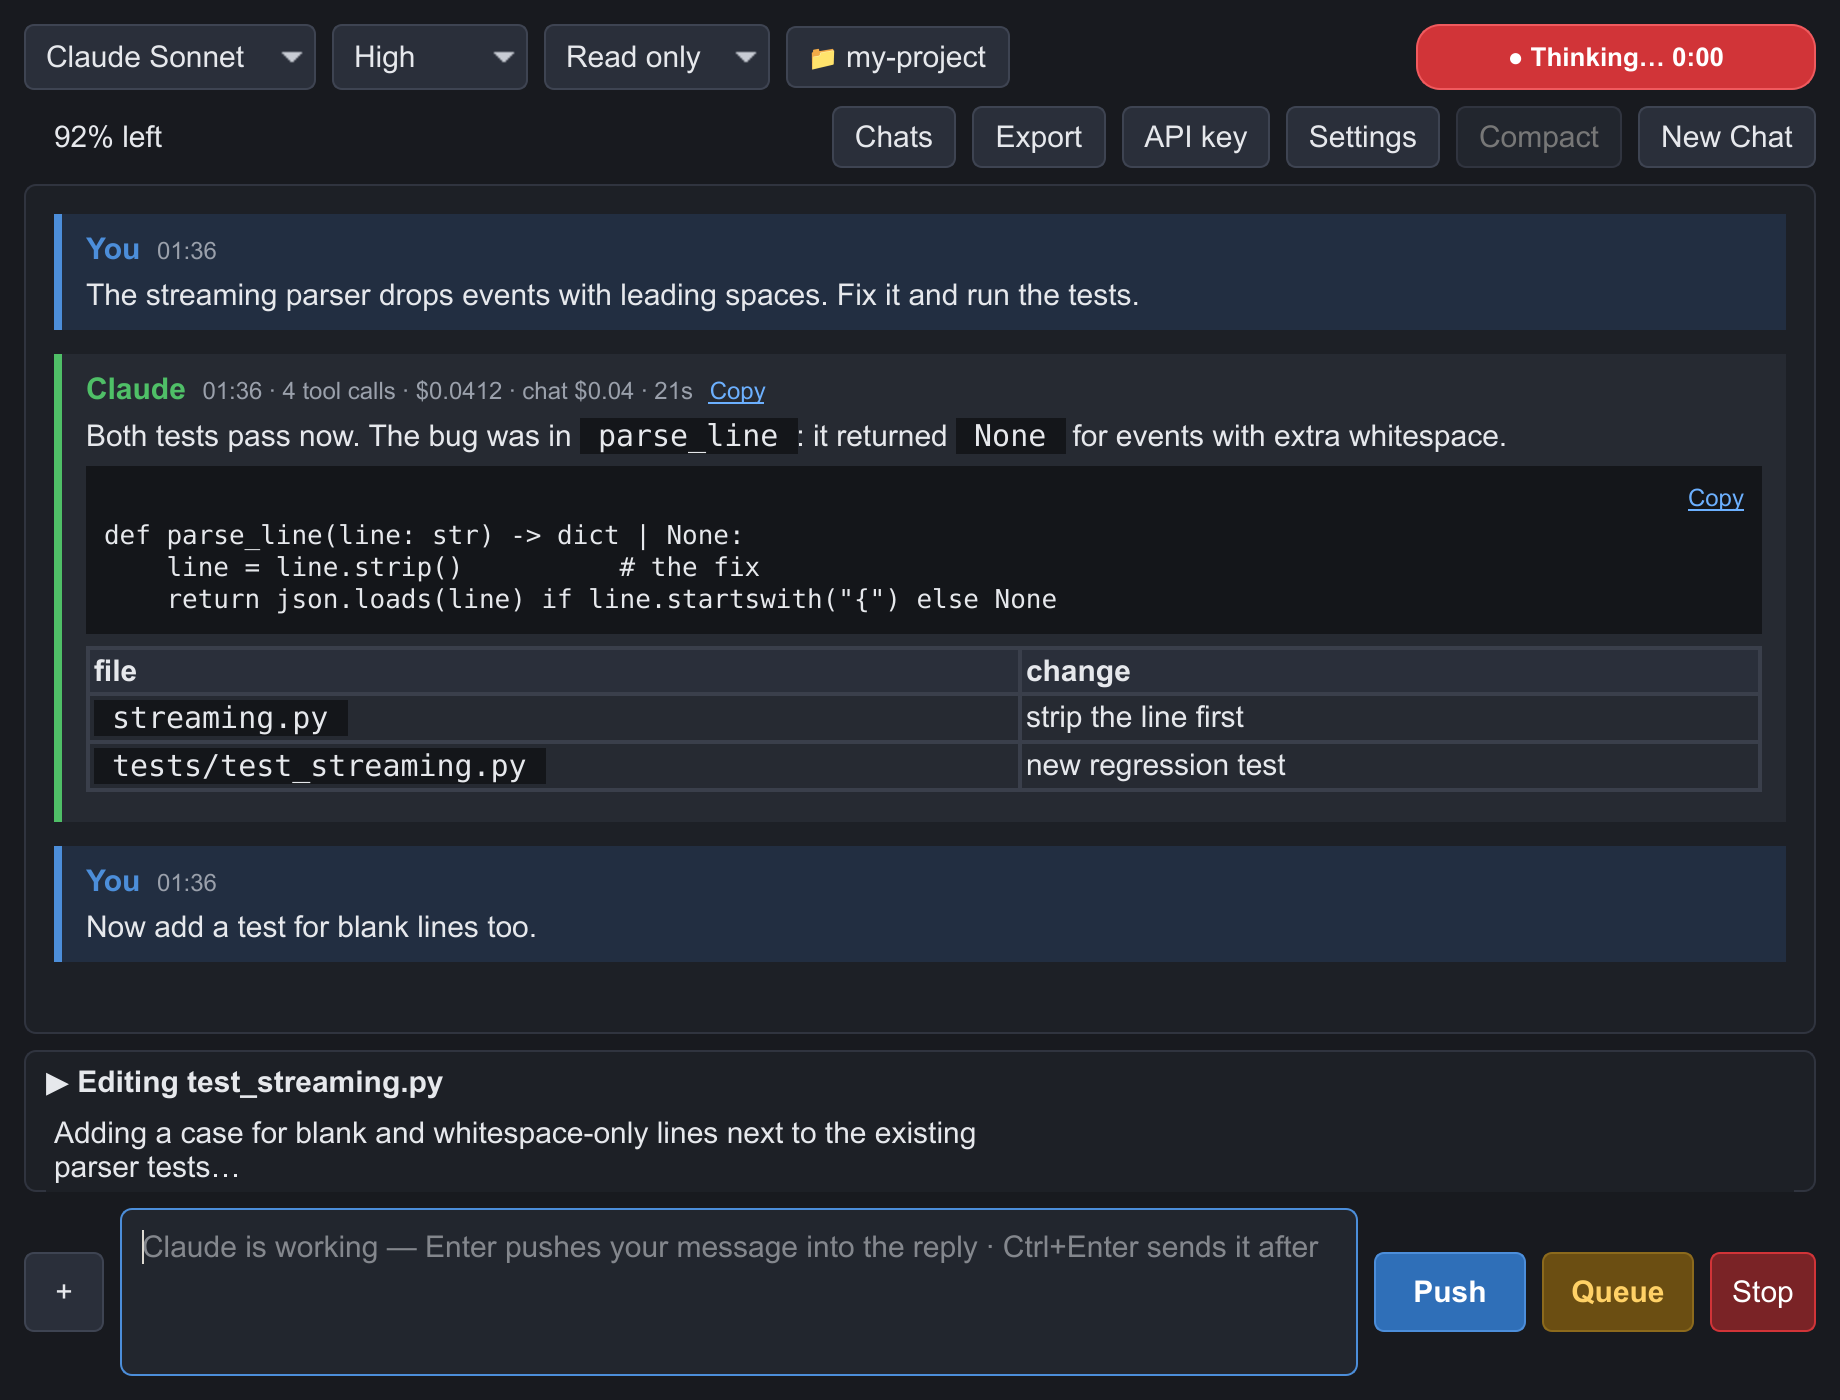 Claude Sonnet High Read only my-project ● Thinking… 0:00
92% left Chats Export API key Settings Compact New Chat
You 01:36
The streaming parser drops events with leading spaces. Fix it and run the tests.
Claude 01:36 · 4 tool calls · $0.0412 · chat $0.04 · 21s Copy
Both tests pass now. The bug was in parse_line : it returned None for events with extra whitespace.
Copy
def parse_line(line: str) -> dict | None:
    line = line.strip()          # the fix
    return json.loads(line) if line.startswith("{") else None
file change
streaming.py strip the line first
tests/test_streaming.py new regression test
You 01:36
Now add a test for blank lines too.
▶ Editing test_streaming.py
Adding a case for blank and whitespace-only lines next to the existing
parser tests…
Claude is working — Enter pushes your message into the reply · Ctrl+Enter sends it after
+ Push Queue Stop